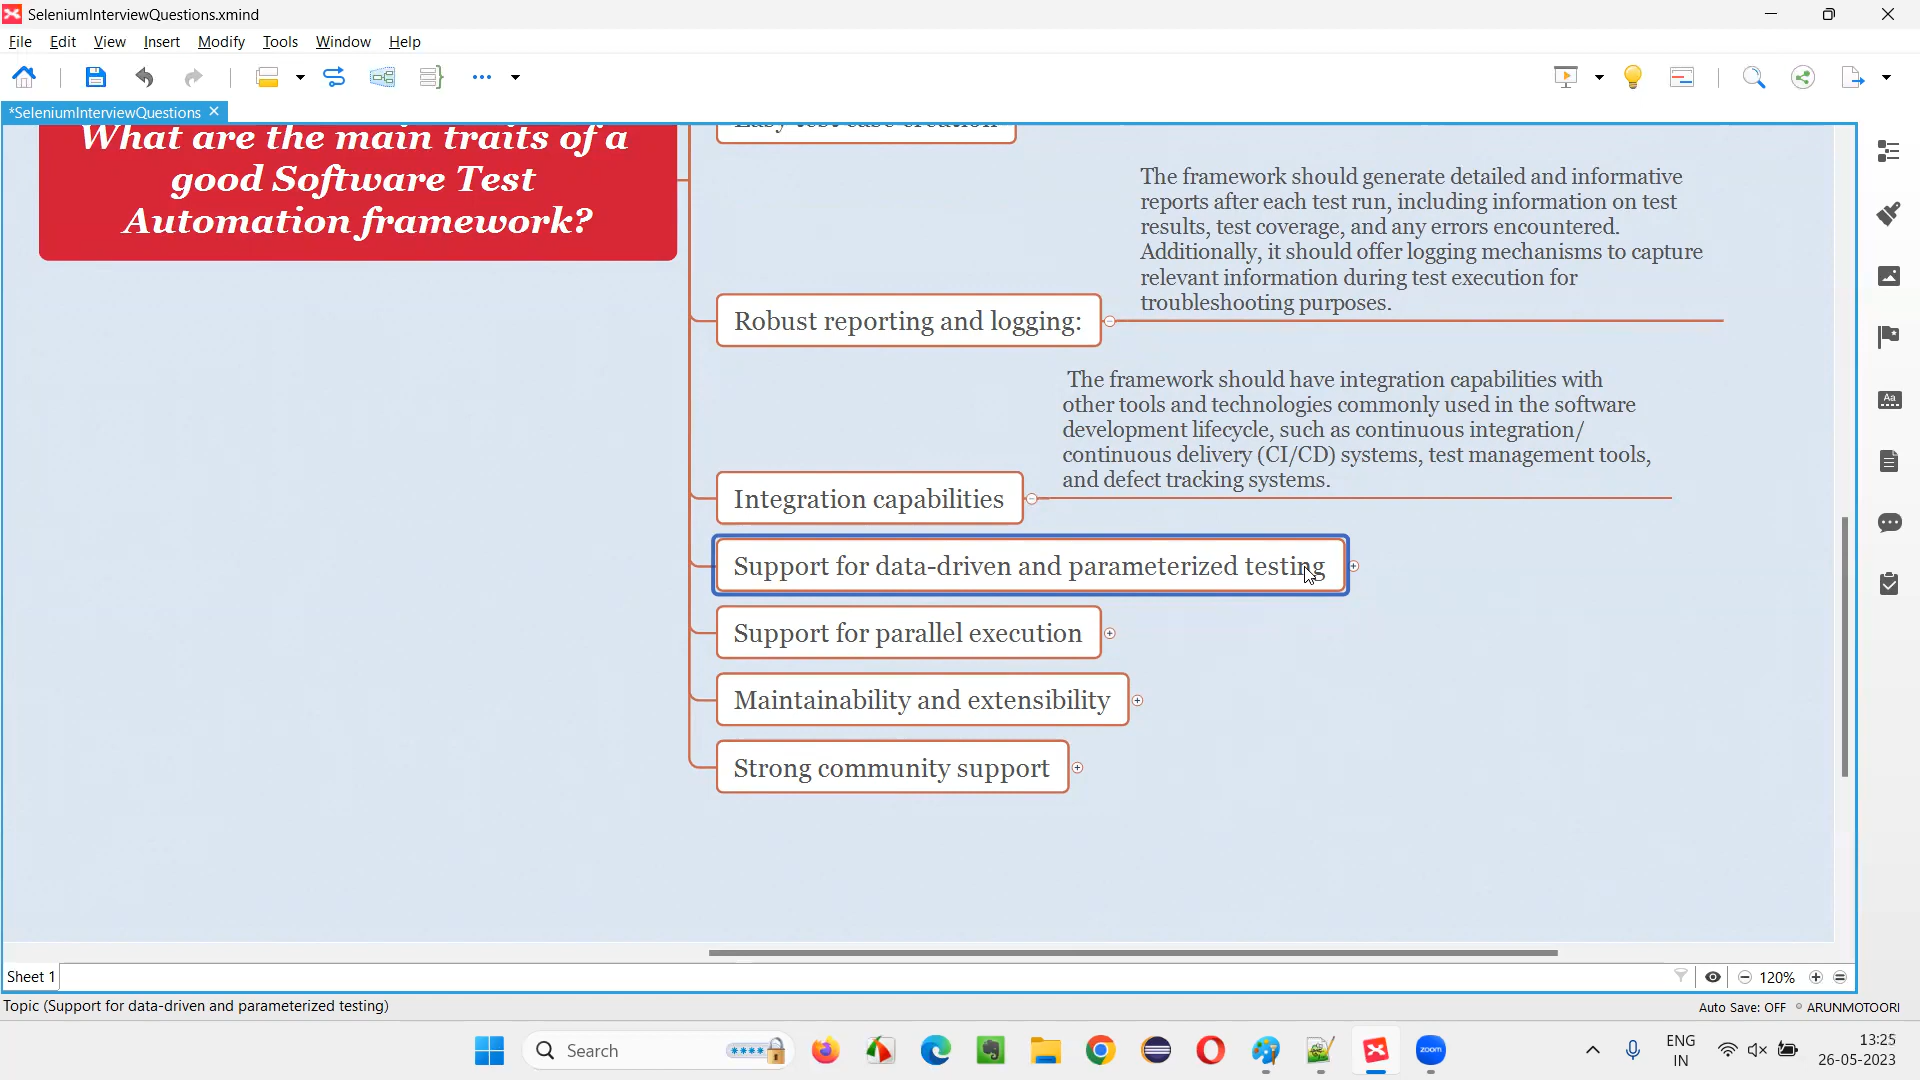 SeleniumInterviewQuestions.xmind
File Edit View Insert Modify Tools Window Help
*SeleniumInterviewQuestions
What are the main traits of a
good Software Test
Automation framework?
Easy test case creation
The framework should generate detailed and informative
reports after each test run, including information on test
results, test coverage, and any errors encountered.
Additionally, it should offer logging mechanisms to capture
relevant information during test execution for
troubleshooting purposes.
Robust reporting and logging:
The framework should have integration capabilities with
other tools and technologies commonly used in the software
development lifecycle, such as continuous integration/
continuous delivery (CI/CD) systems, test management tools,
and defect tracking systems.
Integration capabilities
Support for data-driven and parameterized testing
Support for parallel execution
Maintainability and extensibility
Strong community support
Aa
Sheet 1
120%
Topic (Support for data-driven and parameterized testing)
Auto Save: OFF ARUNMOTOORI
Search
zoom
ENG
IN
13:25
26-05-2023